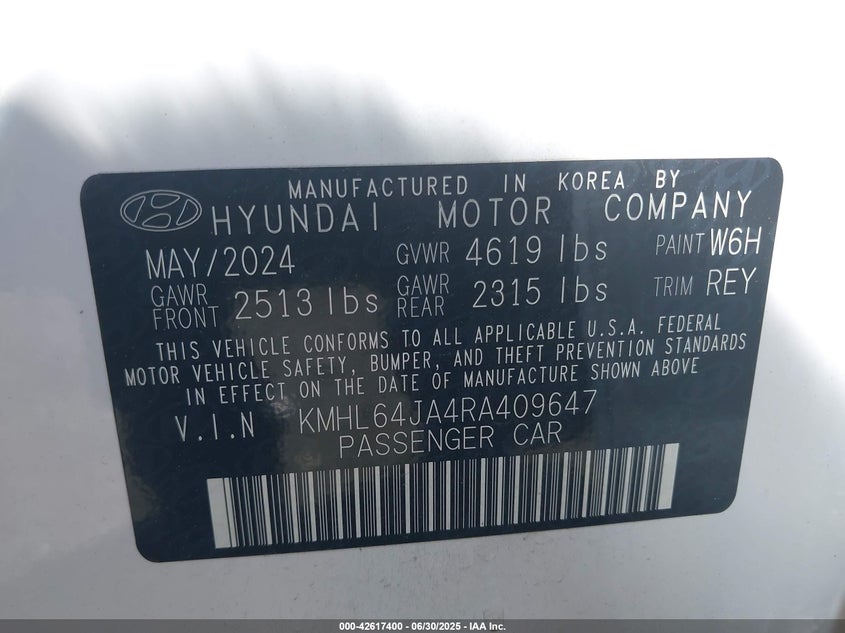 MANUFACTURED IN KOREA BY
HYUNDAI MOTOR COMPANY
MAY/2024 GVWR 4619 lbs PAINT W6H
GAWR FRONT 2513 lbs GAWR REAR 2315 lbs TRIM REY
THIS VEHICLE CONFORMS TO ALL APPLICABLE U.S.A. FEDERAL
MOTOR VEHICLE SAFETY, BUMPER, AND THEFT PREVENTION STANDARDS
IN EFFECT ON THE DATE OF MANUFACTURE SHOWN ABOVE
V.I.N KMHL64JA4RA409647
PASSENGER CAR
000-42617400 - 06/30/2025 - IAA Inc.